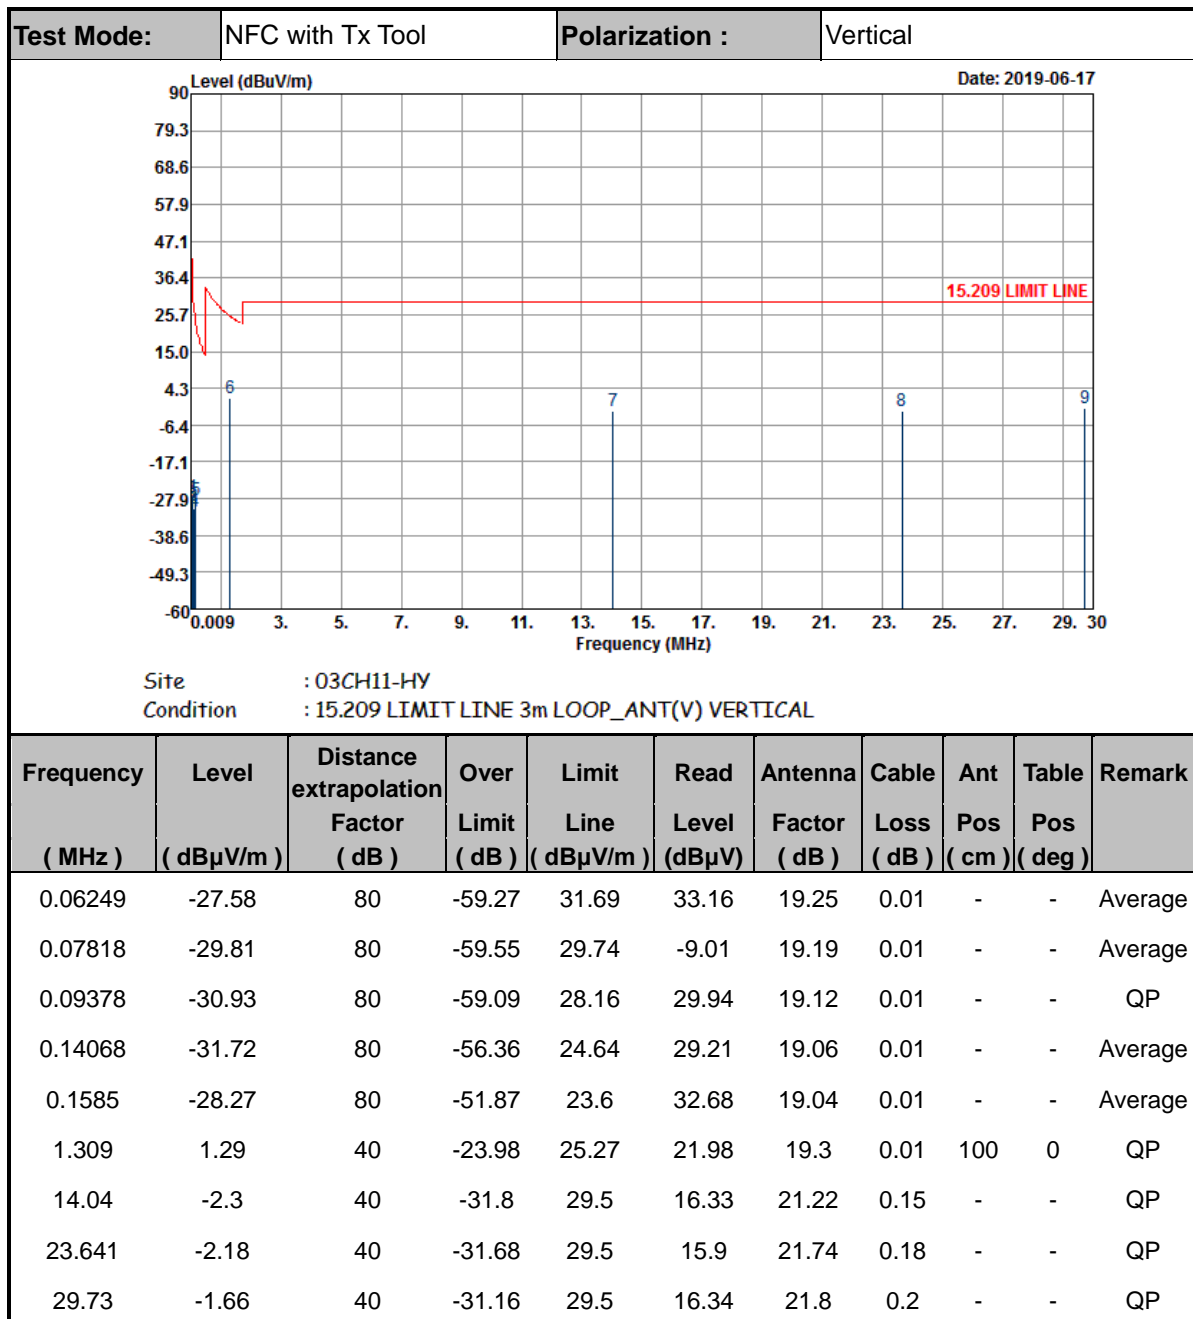 Test Mode: NFC with Tx Tool Polarization : Vertical
Level (dBuV/m) Date: 2019-06-17
90
79.3
68.6
57.9
47.1
36.4
15.209 LIMIT LINE
25.7
15.0
4.3
6 7 8 9
-6.4
-17.1
5
-27.9
-38.6
-49.3
-60
0.009 3. 5. 7. 9. 11. 13. 15. 17. 19. 21. 23. 25. 27. 29. 30
Frequency (MHz)
Site : 03CH11-HY
Condition : 15.209 LIMIT LINE 3m LOOP_ANT(V) VERTICAL
Frequency Level Distance extrapolation Over Limit Read Antenna Cable Ant Table Remark
Factor Limit Line Level Factor Loss Pos Pos
( MHz ) ( dBµV/m ) ( dB ) ( dB ) ( dBµV/m ) (dBµV) ( dB ) ( dB ) ( cm ) ( deg )
0.06249 -27.58 80 -59.27 31.69 33.16 19.25 0.01 - - Average
0.07818 -29.81 80 -59.55 29.74 -9.01 19.19 0.01 - - Average
0.09378 -30.93 80 -59.09 28.16 29.94 19.12 0.01 - - QP
0.14068 -31.72 80 -56.36 24.64 29.21 19.06 0.01 - - Average
0.1585 -28.27 80 -51.87 23.6 32.68 19.04 0.01 - - Average
1.309 1.29 40 -23.98 25.27 21.98 19.3 0.01 100 0 QP
14.04 -2.3 40 -31.8 29.5 16.33 21.22 0.15 - - QP
23.641 -2.18 40 -31.68 29.5 15.9 21.74 0.18 - - QP
29.73 -1.66 40 -31.16 29.5 16.34 21.8 0.2 - - QP